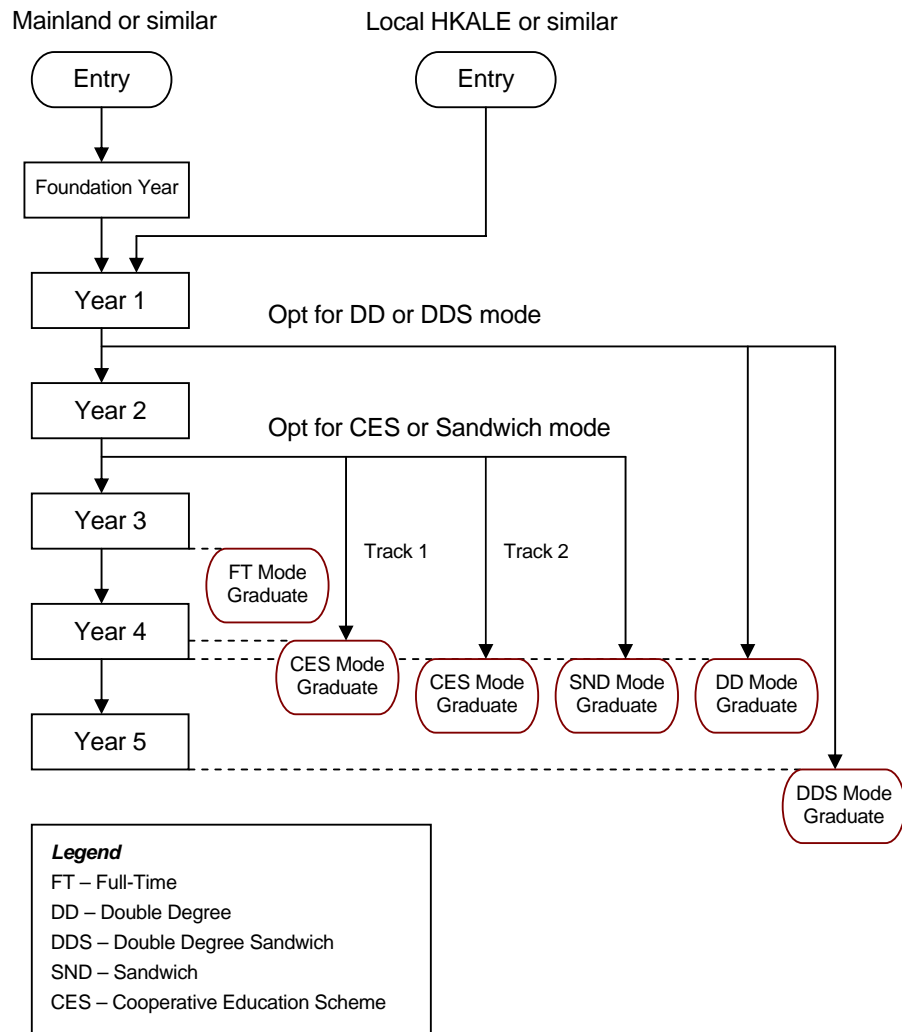 Mainland or similar
Local HKALE or similar
Entry
Entry
Foundation Year
Year 1
Opt for DD or DDS mode
Year 2
Opt for CES or Sandwich mode
Year 3
Track 1
Track 2
FT Mode
Graduate
Year 4
CES Mode
Graduate
CES Mode
Graduate
SND Mode
Graduate
DD Mode
Graduate
Year 5
DDS Mode
Graduate
Legend
FT – Full-Time
DD – Double Degree
DDS – Double Degree Sandwich
SND – Sandwich
CES – Cooperative Education Scheme